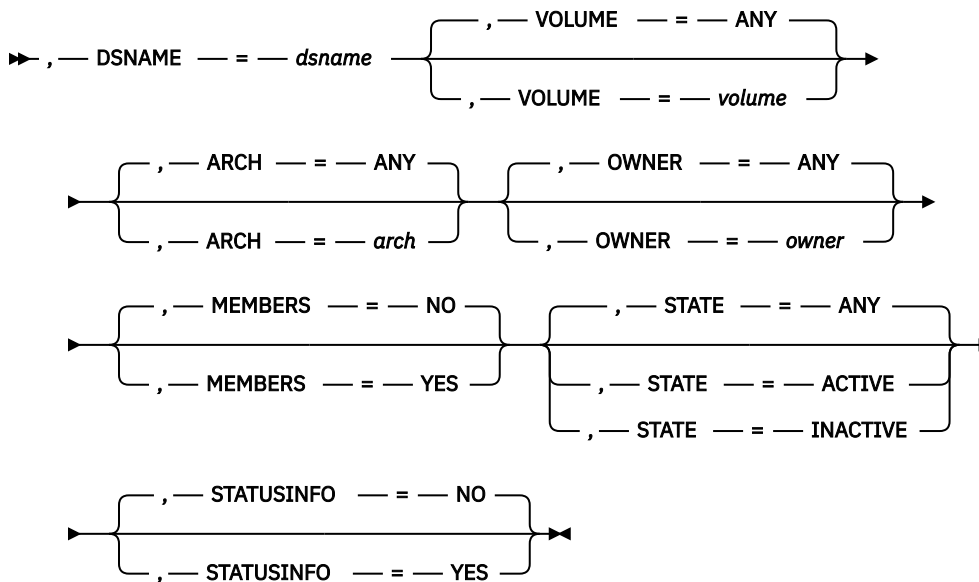 , VOLUME = ANY
, DSNAME = dsname
, VOLUME = volume
, ARCH = ANY , OWNER = ANY
, ARCH = arch , OWNER = owner
, MEMBERS = NO , STATE = ANY
, MEMBERS = YES , STATE = ACTIVE
, STATE = INACTIVE
, STATUSINFO = NO
, STATUSINFO = YES